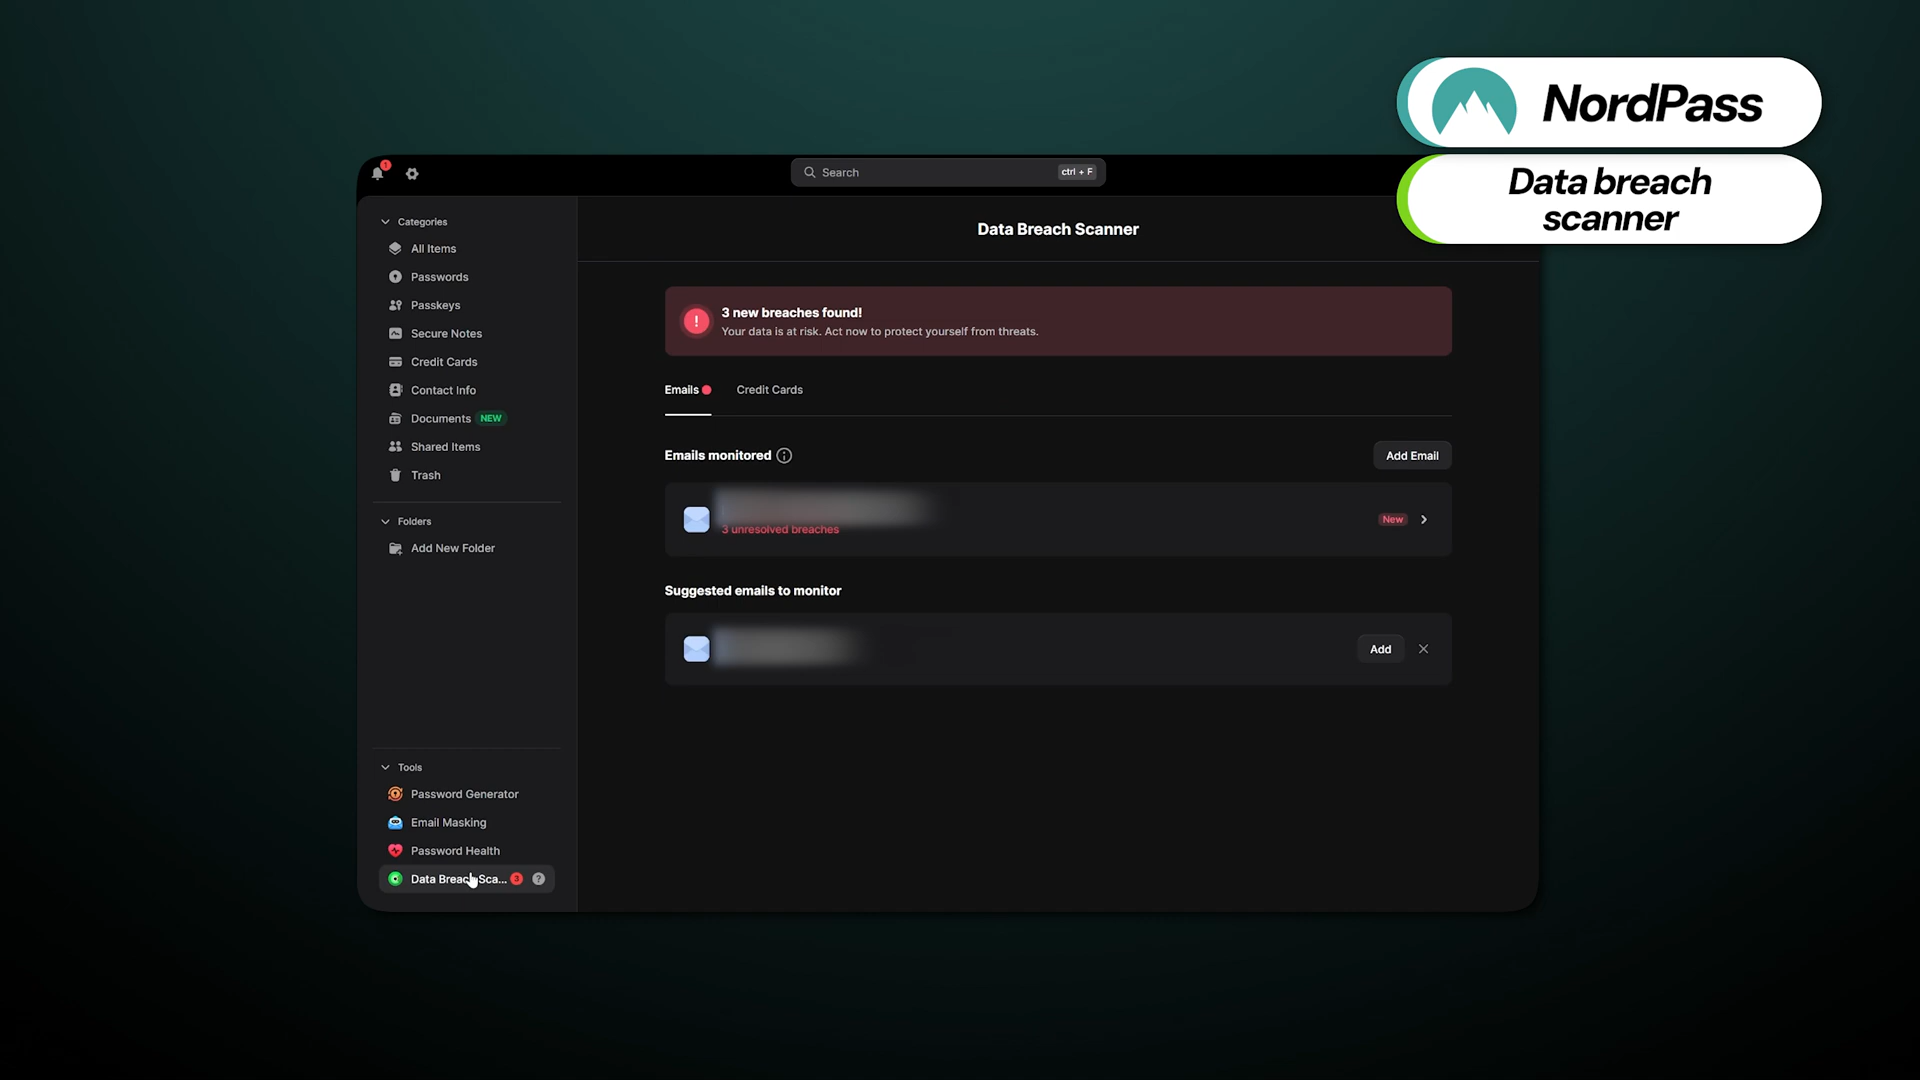 NordPass
Data breach
scanner
1
Search
ctrl + F
Categories
All Items
Passwords
Passkeys
Secure Notes
Credit Cards
Contact Info
Documents NEW
Shared Items
Trash
Folders
Add New Folder
Tools
Password Generator
Email Masking
Password Health
Data Breach Sca... 3 ?
Data Breach Scanner
3 new breaches found!
Your data is at risk. Act now to protect yourself from threats.
Emails
Credit Cards
Emails monitored
Add Email
3 unresolved breaches
New
Suggested emails to monitor
Add